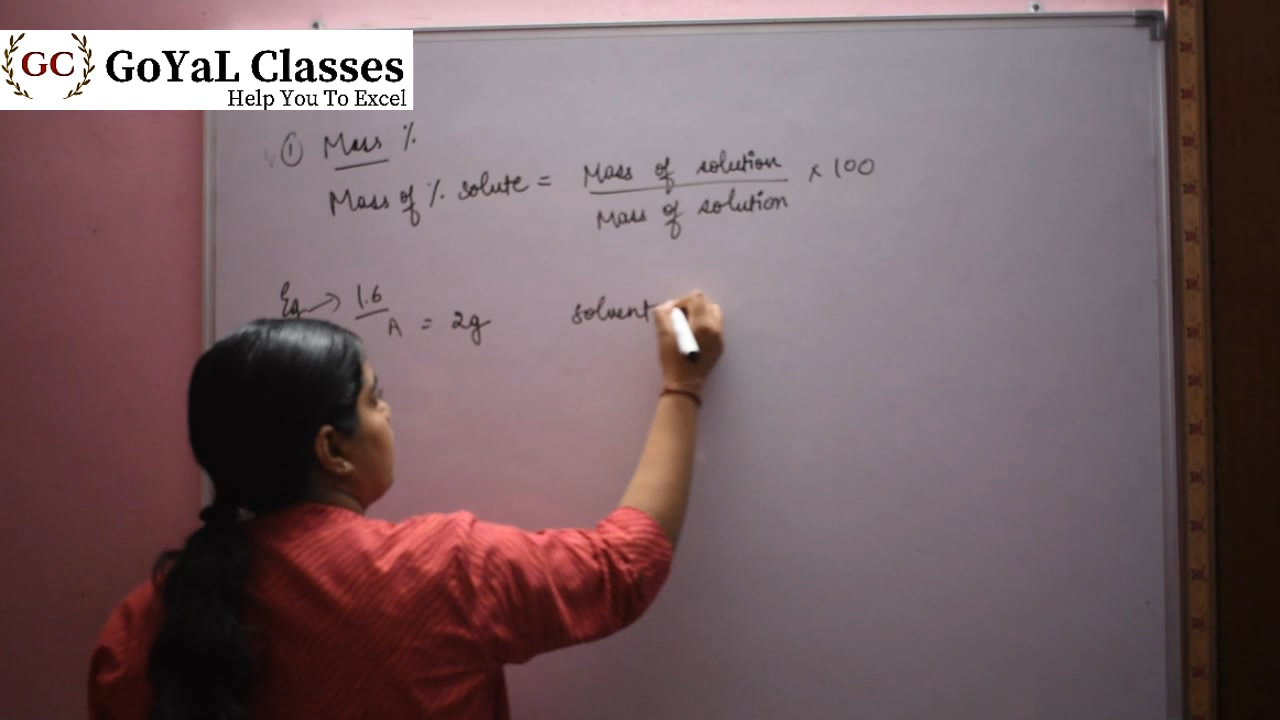 GC GoYaL Classes
Help You To Excel
① Mass %
Mass of % solute = Mass of solution × 100
Mass of solution
Eg → 1.6
A = 2g solvent